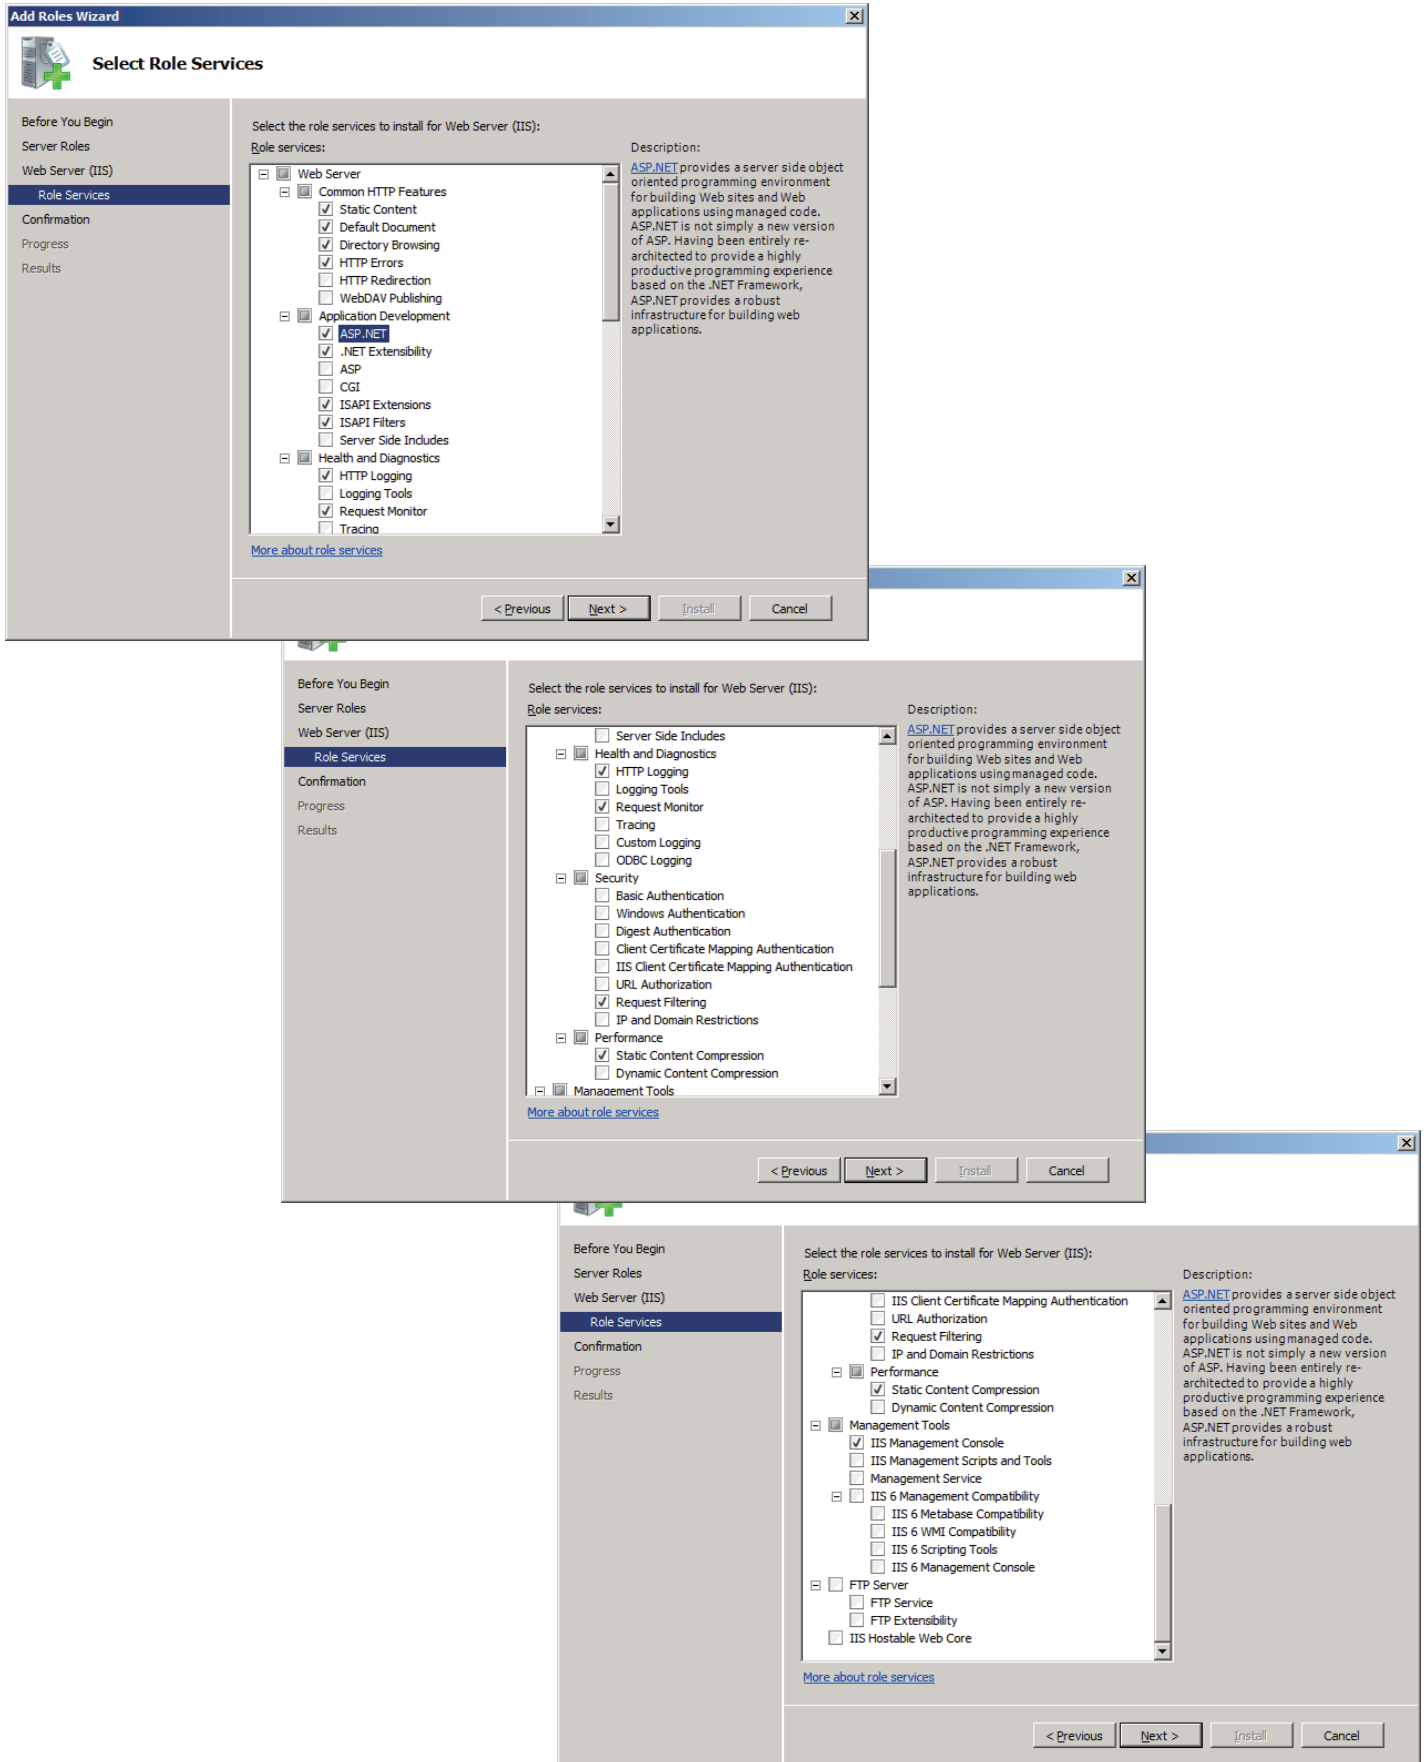 Add Roles Wizard
Select Role Services
Before You Begin
Server Roles
Web Server (IIS)
Role Services
Confirmation
Progress
Results
Select the role services to install for Web Server (IIS):
Role services:
Web Server
Common HTTP Features
Static Content
Default Document
Directory Browsing
HTTP Errors
HTTP Redirection
WebDAV Publishing
Application Development
ASP.NET
.NET Extensibility
ASP
CGI
ISAPI Extensions
ISAPI Filters
Server Side Includes
Health and Diagnostics
HTTP Logging
Logging Tools
Request Monitor
Tracing
More about role services
Description:
ASP.NET provides a server side object
oriented programming environment
for building Web sites and Web
applications using managed code.
ASP.NET is not simply a new version
of ASP. Having been entirely re-
architected to provide a highly
productive programming experience
based on the .NET Framework,
ASP.NET provides a robust
infrastructure for building web
applications.
< Previous
Next >
Install
Cancel
Before You Begin
Server Roles
Web Server (IIS)
Role Services
Confirmation
Progress
Results
Select the role services to install for Web Server (IIS):
Role services:
Server Side Includes
Health and Diagnostics
HTTP Logging
Logging Tools
Request Monitor
Tracing
Custom Logging
ODBC Logging
Security
Basic Authentication
Windows Authentication
Digest Authentication
Client Certificate Mapping Authentication
IIS Client Certificate Mapping Authentication
URL Authorization
Request Filtering
IP and Domain Restrictions
Performance
Static Content Compression
Dynamic Content Compression
Management Tools
More about role services
Description:
ASP.NET provides a server side object
oriented programming environment
for building Web sites and Web
applications using managed code.
ASP.NET is not simply a new version
of ASP. Having been entirely re-
architected to provide a highly
productive programming experience
based on the .NET Framework,
ASP.NET provides a robust
infrastructure for building web
applications.
< Previous
Next >
Install
Cancel
Before You Begin
Server Roles
Web Server (IIS)
Role Services
Confirmation
Progress
Results
Select the role services to install for Web Server (IIS):
Role services:
IIS Client Certificate Mapping Authentication
URL Authorization
Request Filtering
IP and Domain Restrictions
Performance
Static Content Compression
Dynamic Content Compression
Management Tools
IIS Management Console
IIS Management Scripts and Tools
Management Service
IIS 6 Management Compatibility
IIS 6 Metabase Compatibility
IIS 6 WMI Compatibility
IIS 6 Scripting Tools
IIS 6 Management Console
FTP Server
FTP Service
FTP Extensibility
IIS Hostable Web Core
More about role services
Description:
ASP.NET provides a server side object
oriented programming environment
for building Web sites and Web
applications using managed code.
ASP.NET is not simply a new version
of ASP. Having been entirely re-
architected to provide a highly
productive programming experience
based on the .NET Framework,
ASP.NET provides a robust
infrastructure for building web
applications.
< Previous
Next >
Install
Cancel